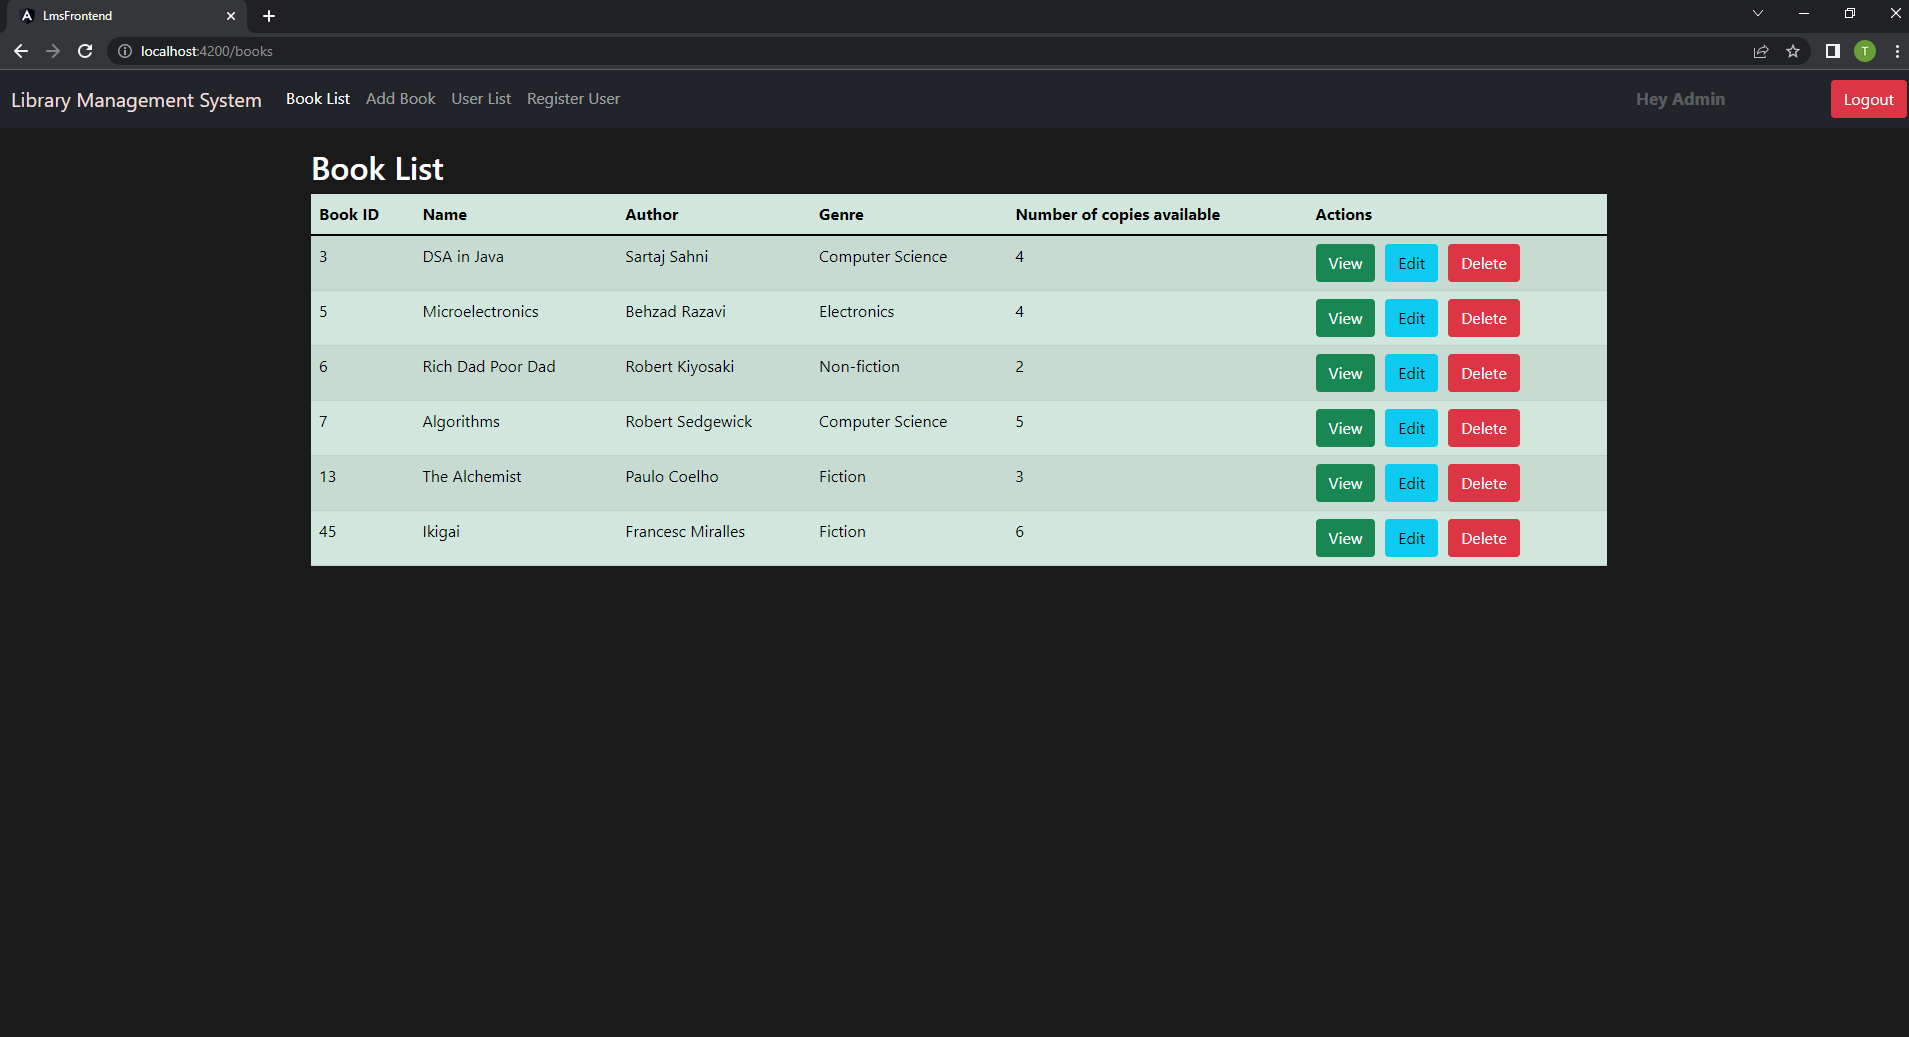 LmsFrontend
localhost:4200/books
T
Library Management System Book List Add Book User List Register User Hey Admin Logout
Book List
Book ID Name Author Genre Number of copies available Actions
3 DSA in Java Sartaj Sahni Computer Science 4 View Edit Delete
5 Microelectronics Behzad Razavi Electronics 4 View Edit Delete
6 Rich Dad Poor Dad Robert Kiyosaki Non-fiction 2 View Edit Delete
7 Algorithms Robert Sedgewick Computer Science 5 View Edit Delete
13 The Alchemist Paulo Coelho Fiction 3 View Edit Delete
45 Ikigai Francesc Miralles Fiction 6 View Edit Delete